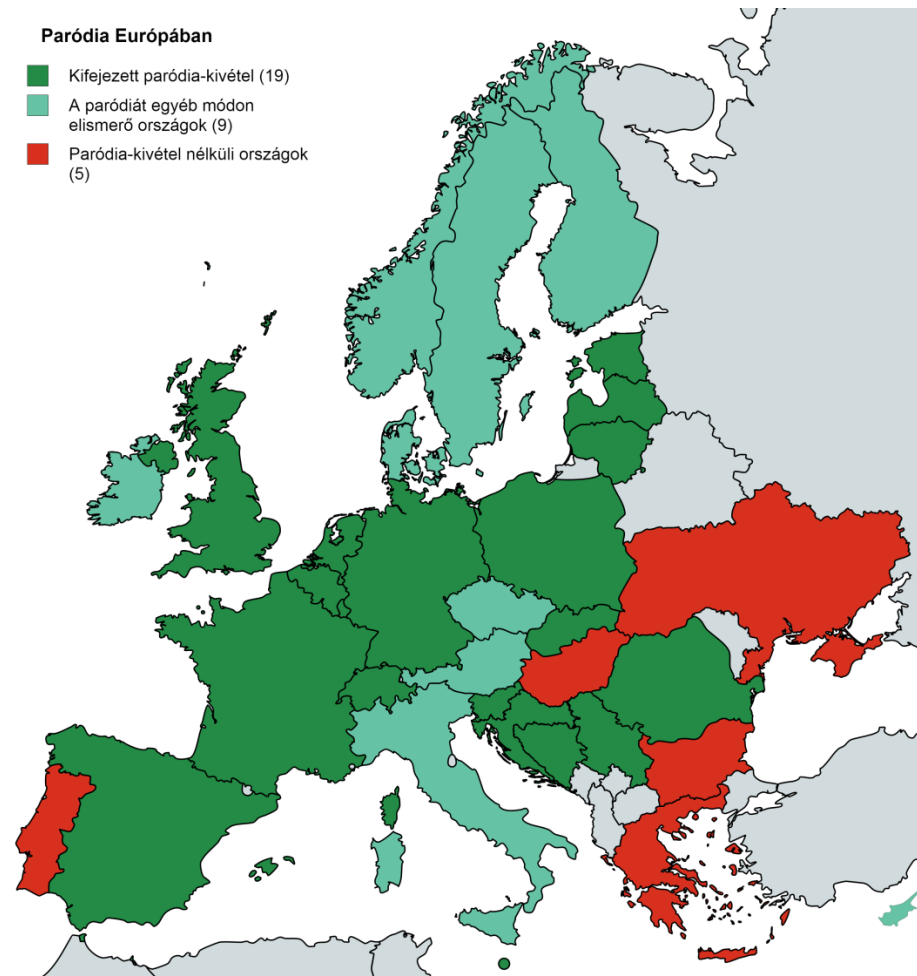 Paródia Európában
Kifejezett paródia-kivétel (19)
A paródiát egyéb módon
elismerő országok (9)
Paródia-kivétel nélküli országok
(5)